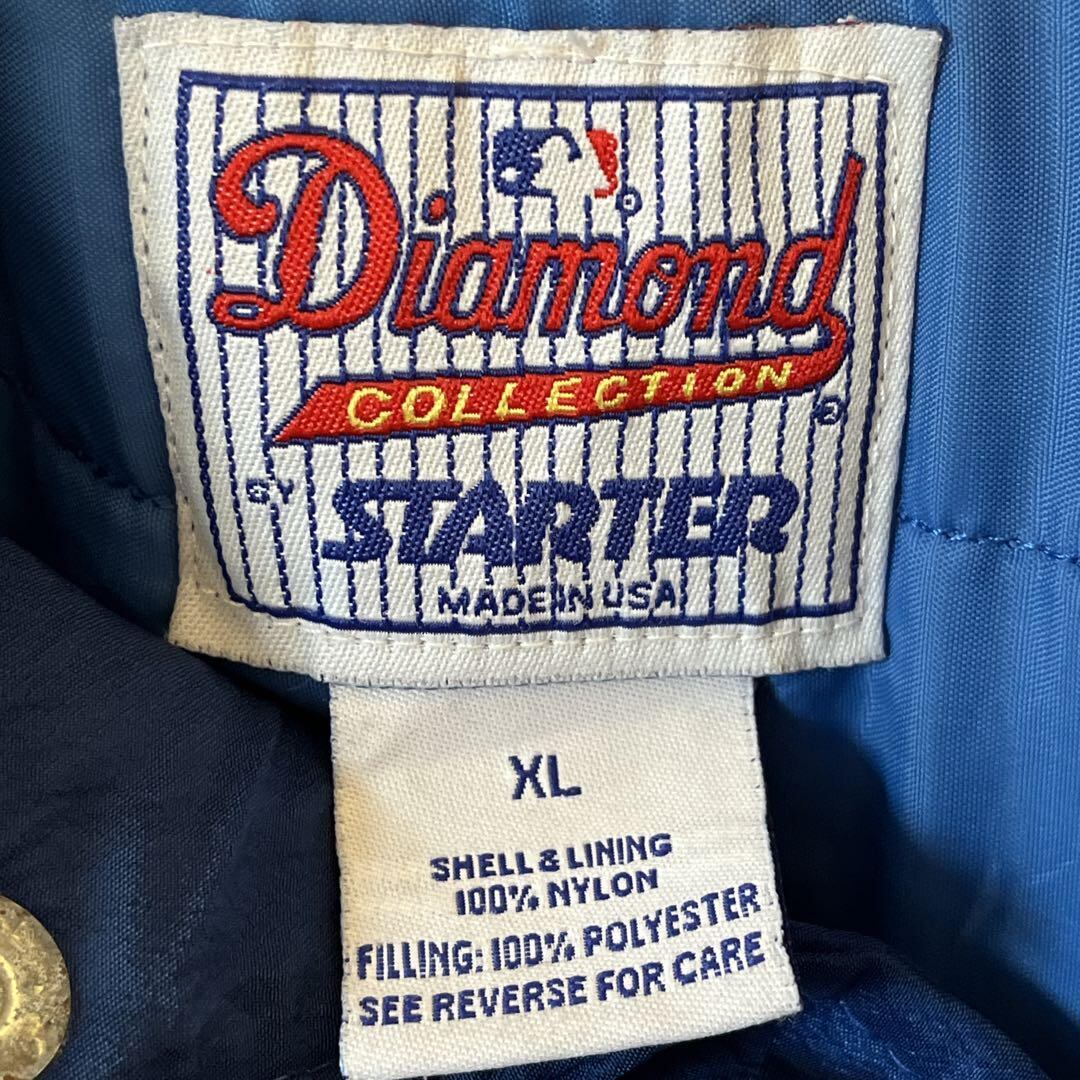 Diamond
COLLECTION
BY STARTER
MADE IN USA
XL
SHELL & LINING
100% NYLON
FILLING: 100% POLYESTER
SEE REVERSE FOR CARE